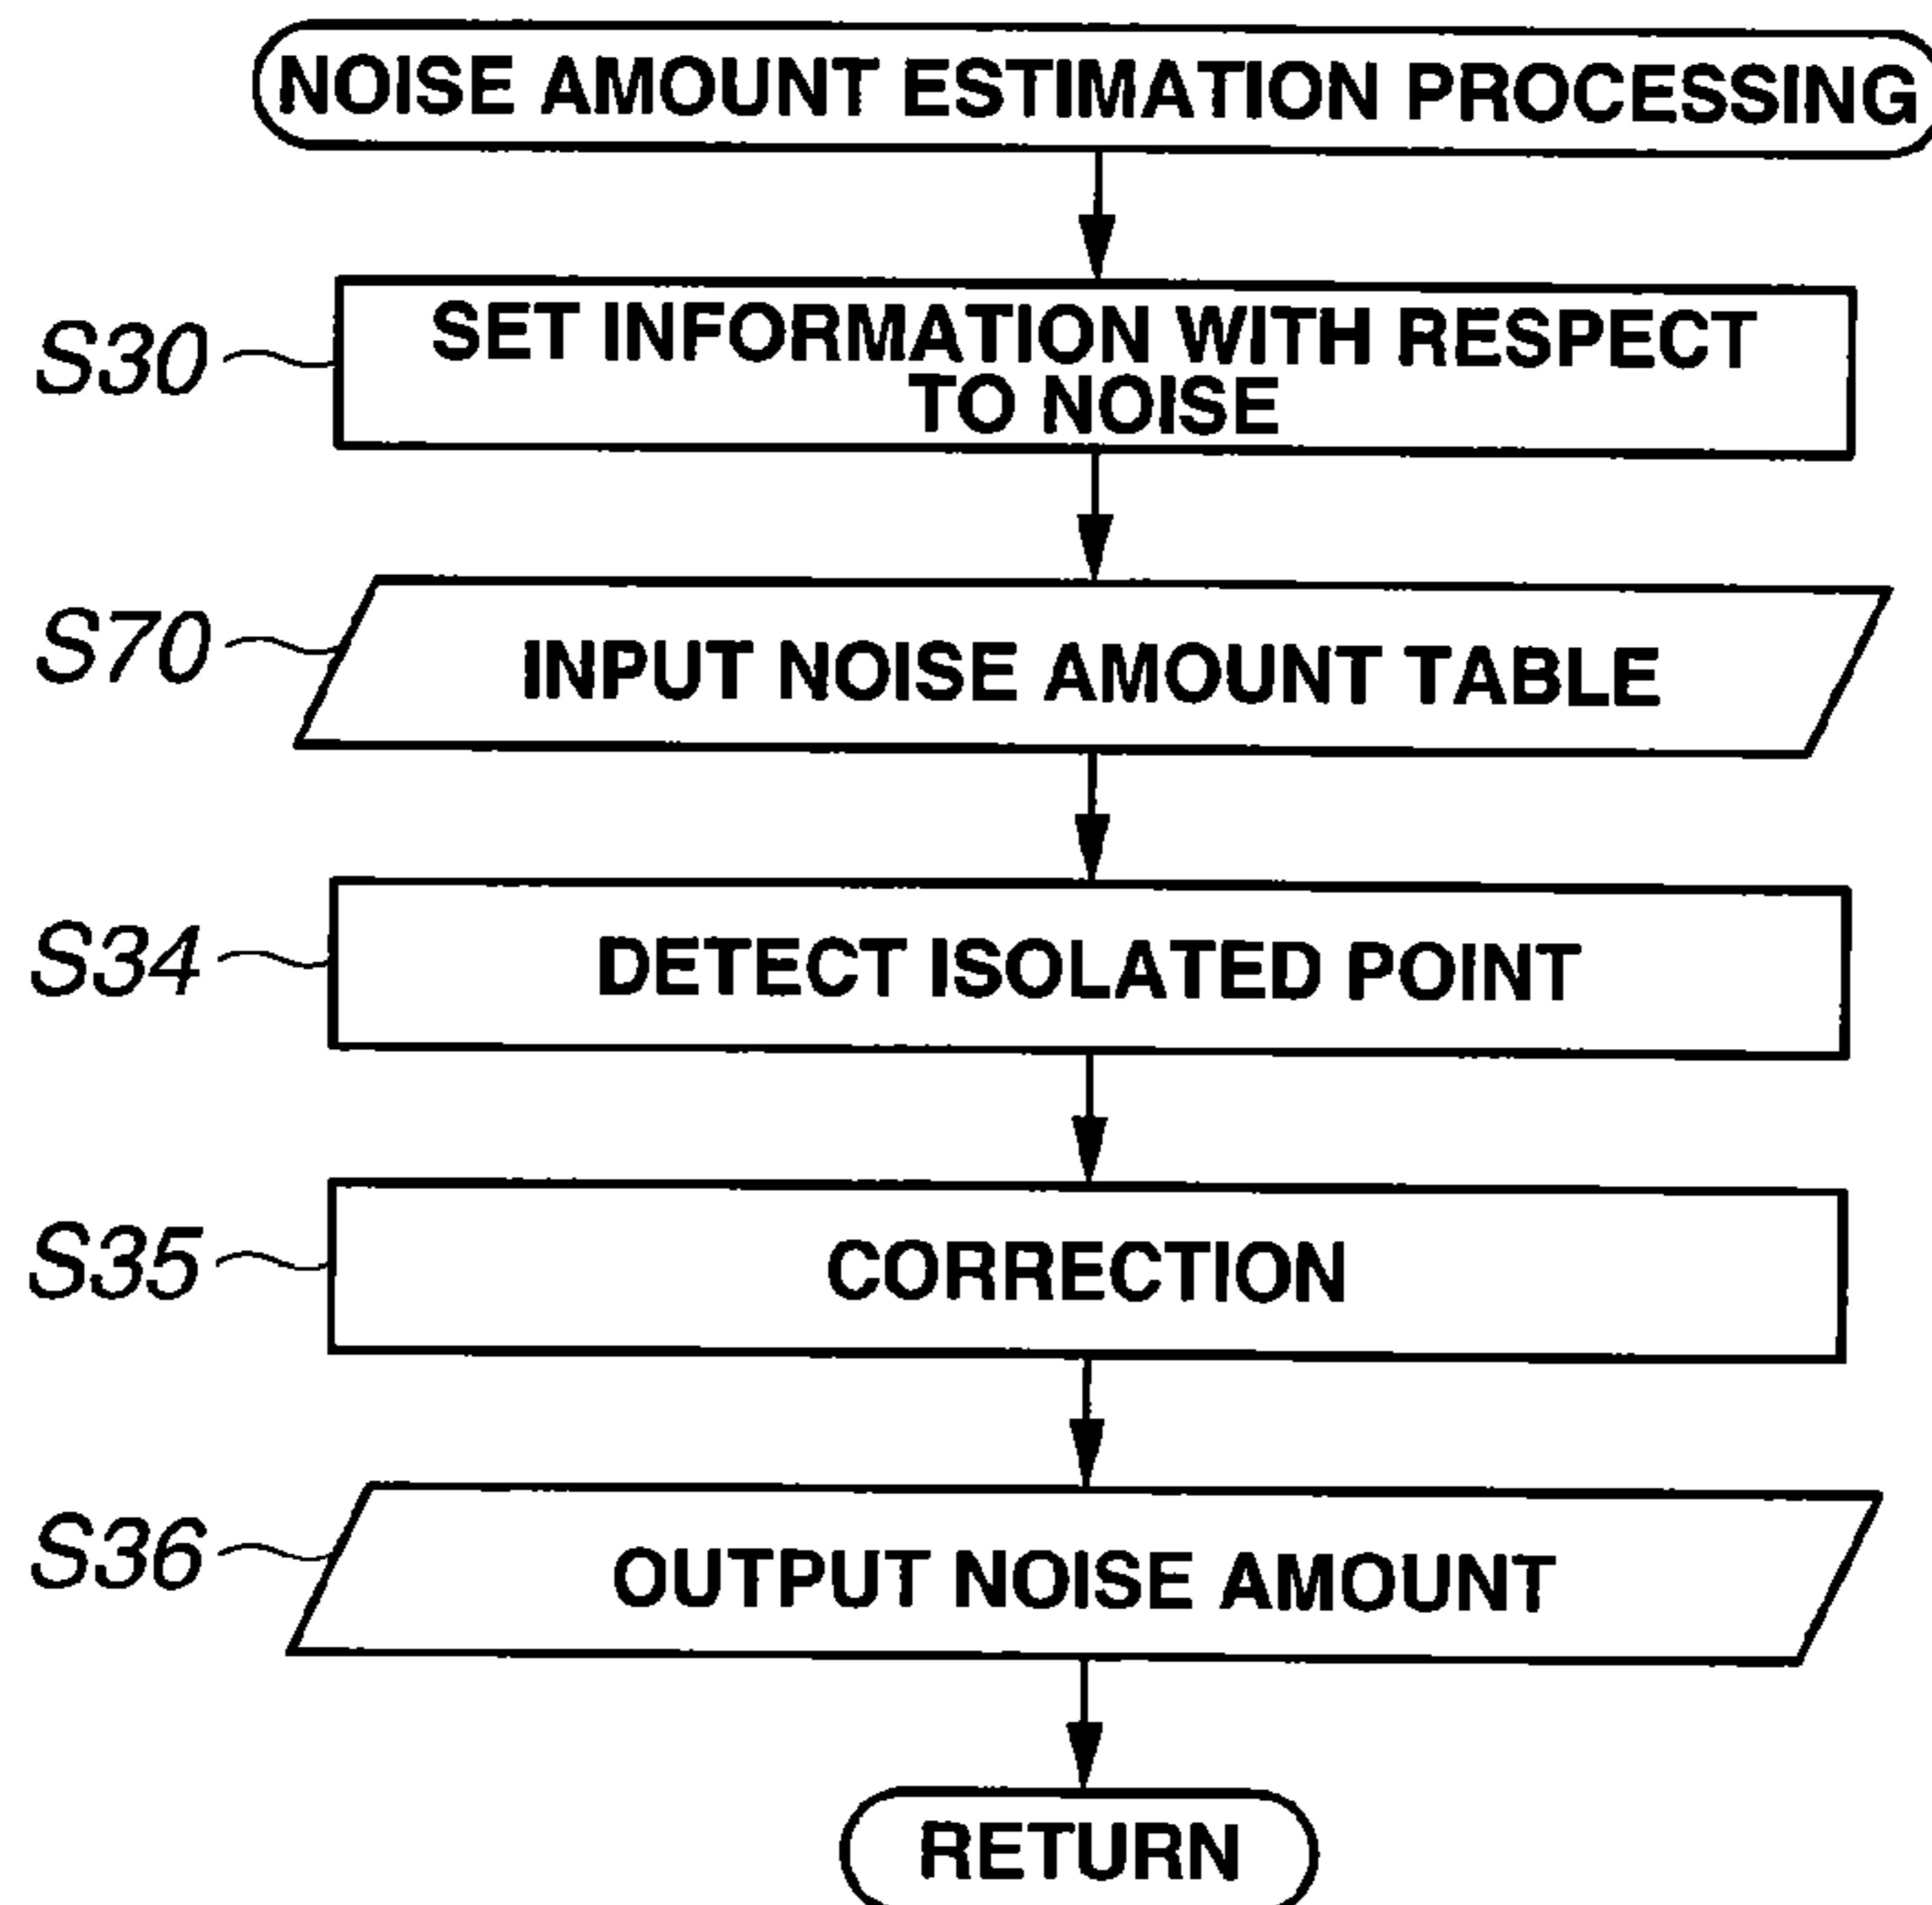 NOISE AMOUNT ESTIMATION PROCESSING
S30
SET INFORMATION WITH RESPECT
TO NOISE
S70
INPUT NOISE AMOUNT TABLE
S34
DETECT ISOLATED POINT
S35
CORRECTION
S36
OUTPUT NOISE AMOUNT
RETURN